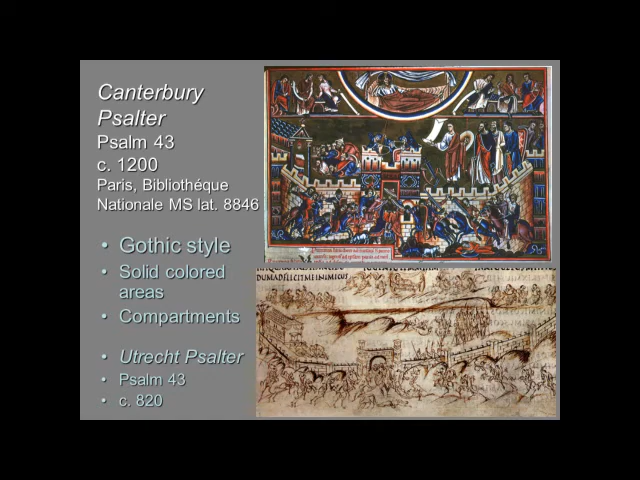 Canterbury
Psalter
Psalm 43
c. 1200
Paris, Bibliothéque
Nationale MS lat. 8846
• Gothic style
• Solid colored
areas
• Compartments
• Utrecht Psalter
• Psalm 43
• c. 820
DUMADFLICTMEINIMICUS